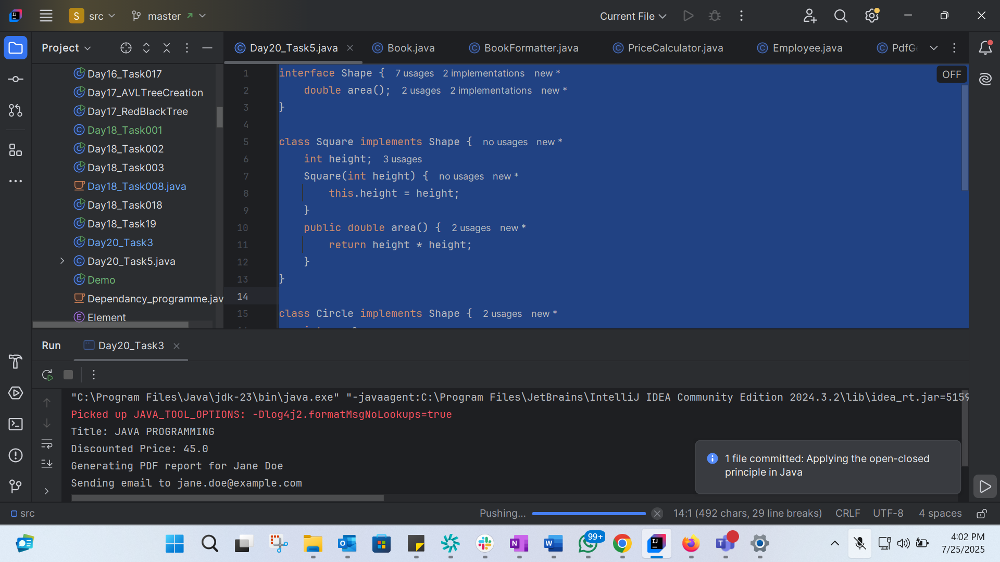 S src master Current File
Project
Day20_Task5.java Book.java BookFormatter.java PriceCalculator.java Employee.java PdfG
Day16_Task017
Day17_AVLTreeCreation
Day17_RedBlackTree
Day18_Task001
Day18_Task002
Day18_Task003
Day18_Task008.java
Day18_Task018
Day18_Task19
Day20_Task3
Day20_Task5.java
Demo
Dependancy_programme.jav
Element
OFF
1 interface Shape { 7 usages 2 implementations new *
2 double area(); 2 usages 2 implementations new *
3 }
4
5 class Square implements Shape { no usages new *
6 int height; 3 usages
7 Square(int height) { no usages new *
8 this.height = height;
9 }
10 public double area() { 2 usages new *
11 return height * height;
12 }
13 }
14
15 class Circle implements Shape { 2 usages new *
Run Day20_Task3
"C:\Program Files\Java\jdk-23\bin\java.exe" "-javaagent:C:\Program Files\JetBrains\IntelliJ IDEA Community Edition 2024.3.2\lib\idea_rt.jar=5159
Picked up JAVA_TOOL_OPTIONS: -Dlog4j2.formatMsgNoLookups=true
Title: JAVA PROGRAMMING
Discounted Price: 45.0
Generating PDF report for Jane Doe
Sending email to jane.doe@example.com
1 file committed: Applying the open-closed
principle in Java
src Pushing... 14:1 (492 chars, 29 line breaks) CRLF UTF-8 4 spaces
99+
4:02 PM
7/25/2025